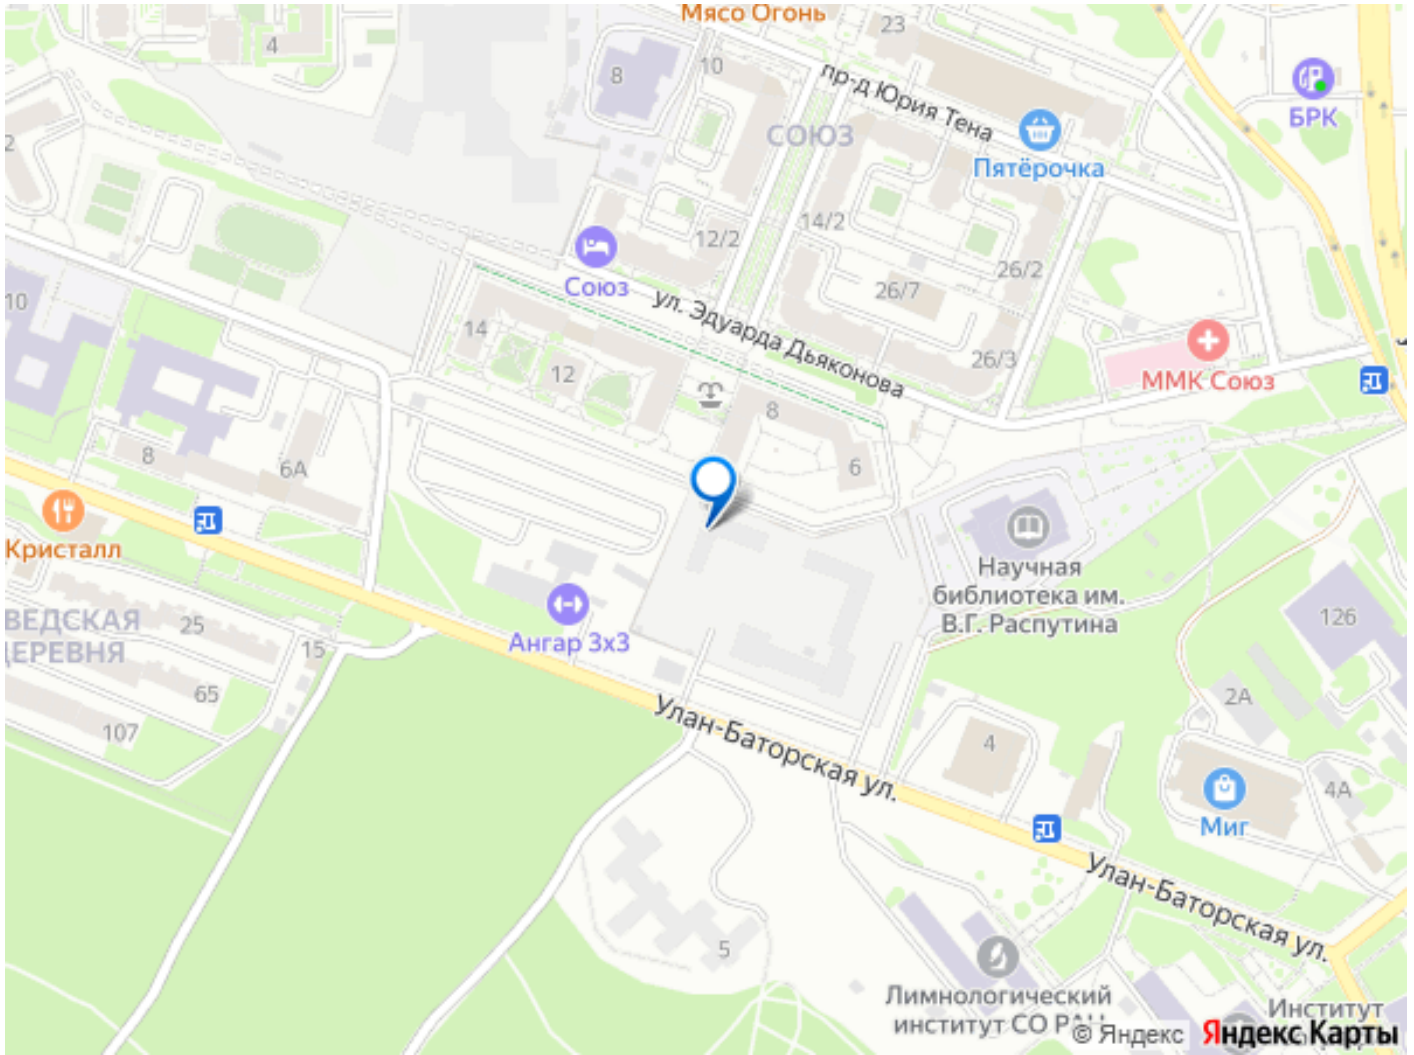 Мясо Огонь
23
4
8
10
пр-д Юрия Тена
БРК
СОЮЗ
Пятёрочка
2
12/2
14/2
26/2
Союз
26/7
10
ул. Эдуарда Дьяконова
14
26/3
ММК Союз
12
8
8
6А
6
Кристалл
Научная
библиотека им.
В.Г. Распутина
ВЕДСКАЯ
ДЕРЕВНЯ
25
15
Ангар 3х3
126
65
107
2А
Улан-Баторская ул.
4
4А
Миг
Улан-Баторская ул.
5
Лимнологический
институт СО РАН
Институт
© Яндекс Яндекс Карты